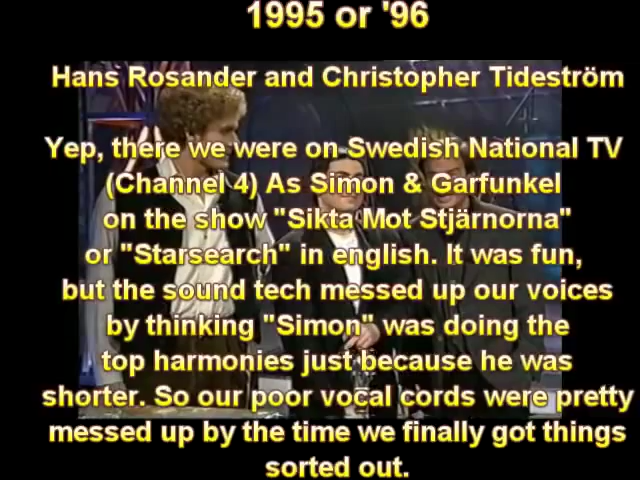 1995 or '96
Hans Rosander and Christopher Tideström
Yep, there we were on Swedish National TV
(Channel 4) As Simon & Garfunkel
on the show "Sikta Mot Stjärnorna"
or "Starsearch" in english. It was fun,
but the sound tech messed up our voices
by thinking "Simon" was doing the
top harmonies just because he was
shorter. So our poor vocal cords were pretty
messed up by the time we finally got things
sorted out.